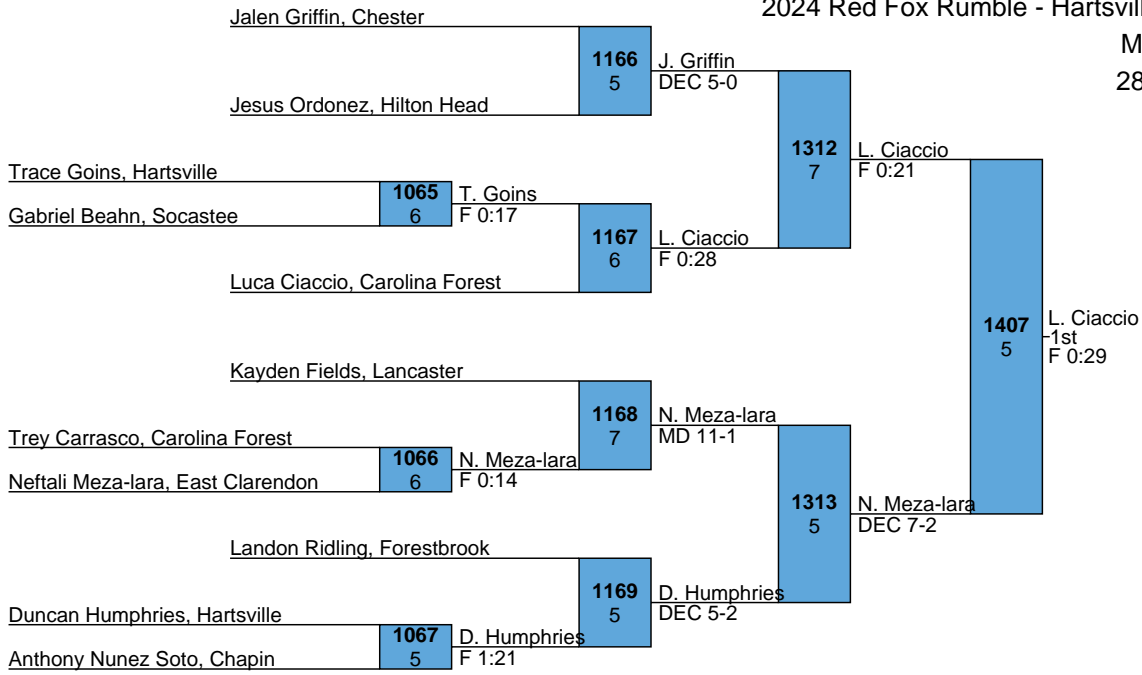 2024 Red Fox Rumble - Hartsvill
M
28
Jalen Griffin, Chester
1166
5
J. Griffin
DEC 5-0
Jesus Ordonez, Hilton Head
1312
7
L. Ciaccio
F 0:21
Trace Goins, Hartsville
1065
6
T. Goins
F 0:17
Gabriel Beahn, Socastee
1167
6
L. Ciaccio
F 0:28
Luca Ciaccio, Carolina Forest
1407
5
L. Ciaccio
1st
F 0:29
Kayden Fields, Lancaster
1168
7
N. Meza-lara
MD 11-1
Trey Carrasco, Carolina Forest
1066
6
N. Meza-lara
F 0:14
Neftali Meza-lara, East Clarendon
1313
5
N. Meza-lara
DEC 7-2
Landon Ridling, Forestbrook
1169
5
D. Humphries
DEC 5-2
Duncan Humphries, Hartsville
1067
5
D. Humphries
F 1:21
Anthony Nunez Soto, Chapin